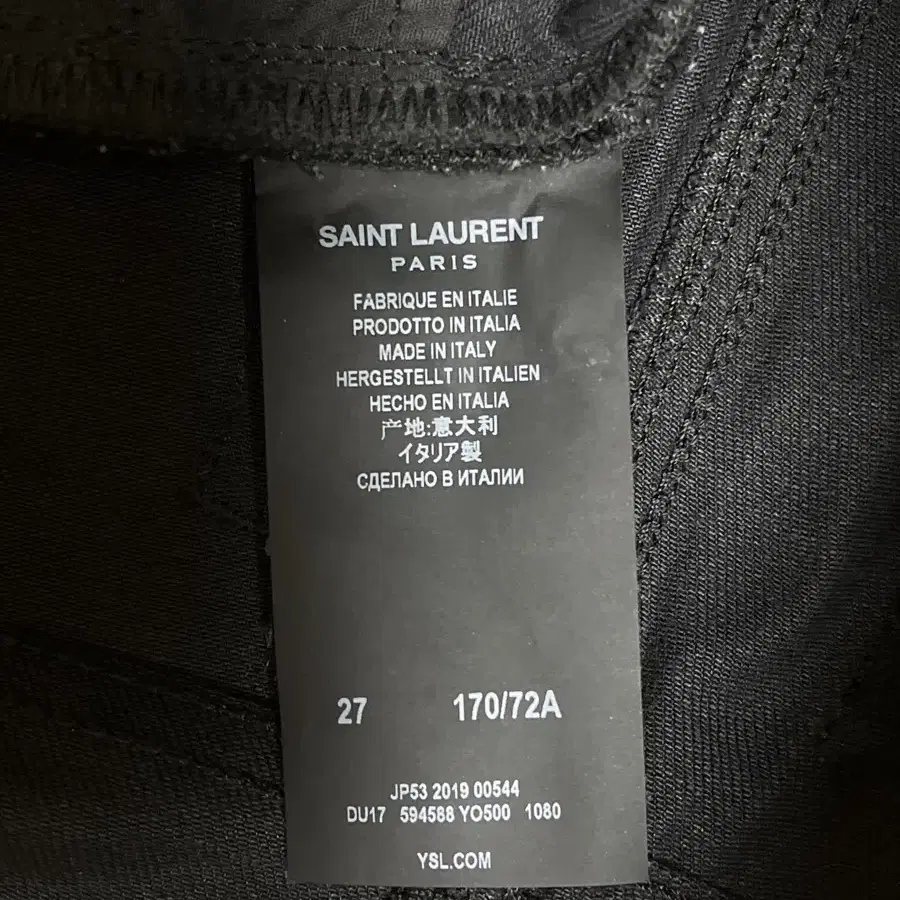 SAINT LAURENT
PARIS
FABRIQUE EN ITALIE
PRODOTTO IN ITALIA
MADE IN ITALY
HERGESTELLT IN ITALIEN
HECHO EN ITALIA
产地:意大利
イタリア製
СДЕЛАНО В ИТАЛИИ
27 170/72A
JP53 2019 00544
DU17 594588 YO500 1080
YSL.COM